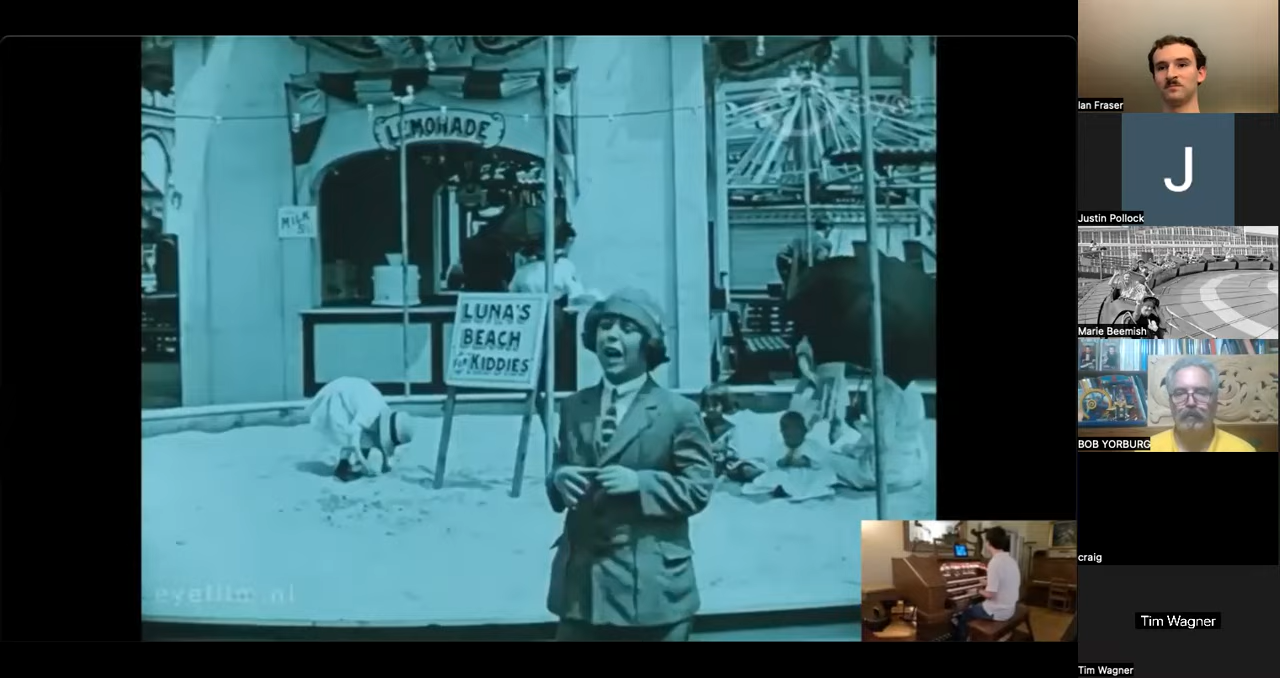 LEMONADE
MILK
5¢
LUNA'S
BEACH
FOR KIDDIES
eyefilm.nl
Ian Fraser
J
Justin Pollock
Marie Beemish
BOB YORBURG
craig
Tim Wagner
Tim Wagner